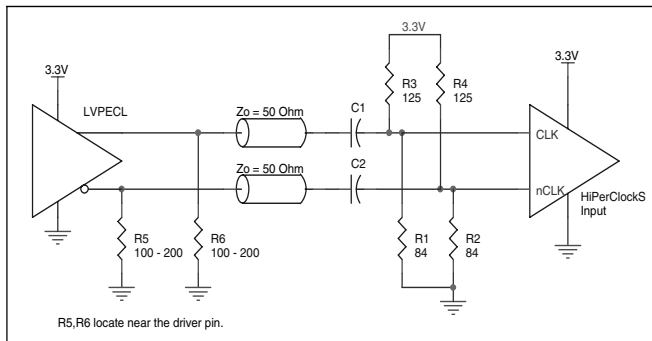 3.3V
3.3V
3.3V
R3
125
R4
125
LVPECL
Zo = 50 Ohm
C1
CLK
Zo = 50 Ohm
C2
nCLK
HiPerClockS
Input
R5
100 - 200
R6
100 - 200
R1
84
R2
84
R5,R6 locate near the driver pin.